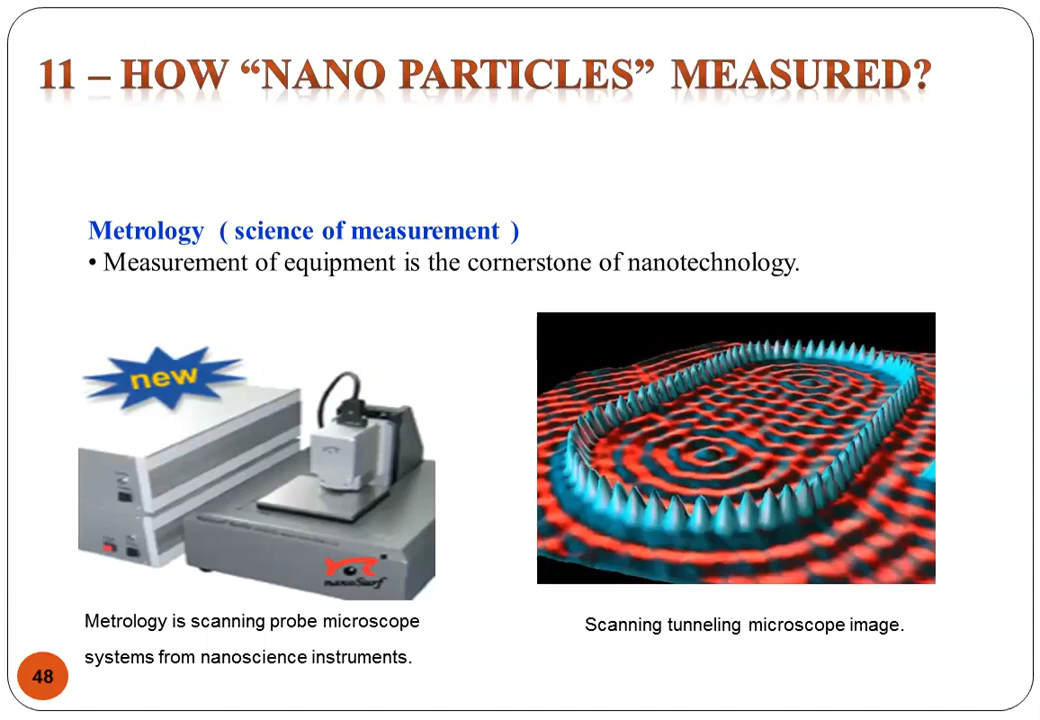 11 – HOW “NANO PARTICLES” MEASURED?
Metrology ( science of measurement )
• Measurement of equipment is the cornerstone of nanotechnology.
new
nanoSurf
Metrology is scanning probe microscope
systems from nanoscience instruments.
Scanning tunneling microscope image.
48